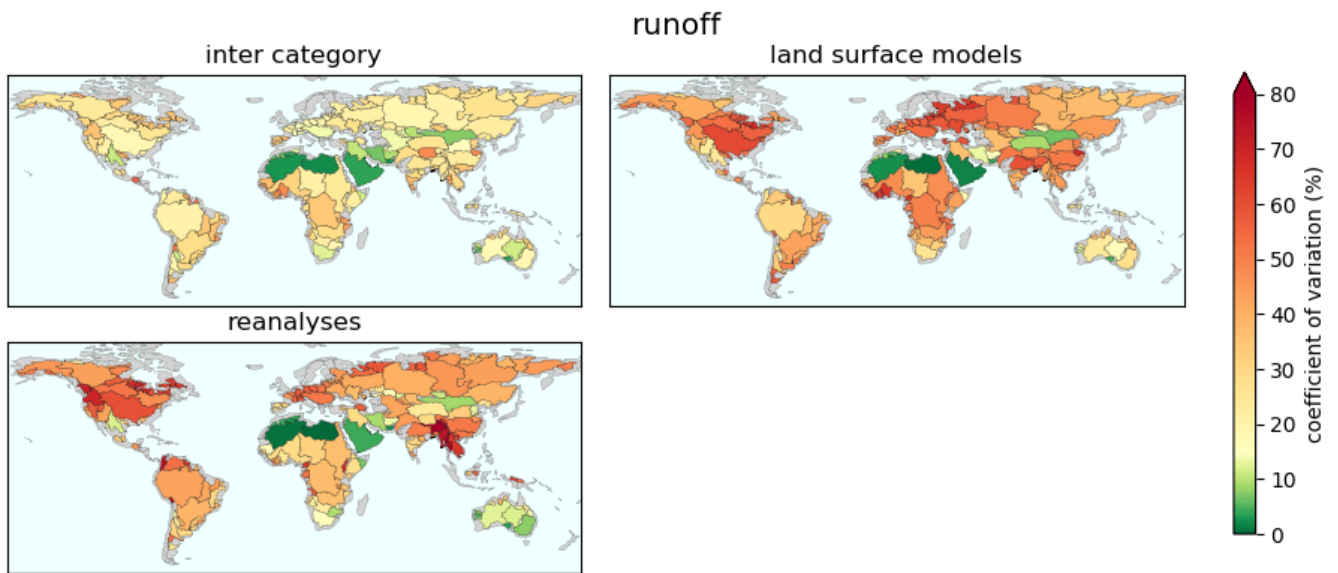 runoff
inter category
land surface models
reanalyses
80
70
60
50
40
30
20
10
0
coefficient of variation (%)